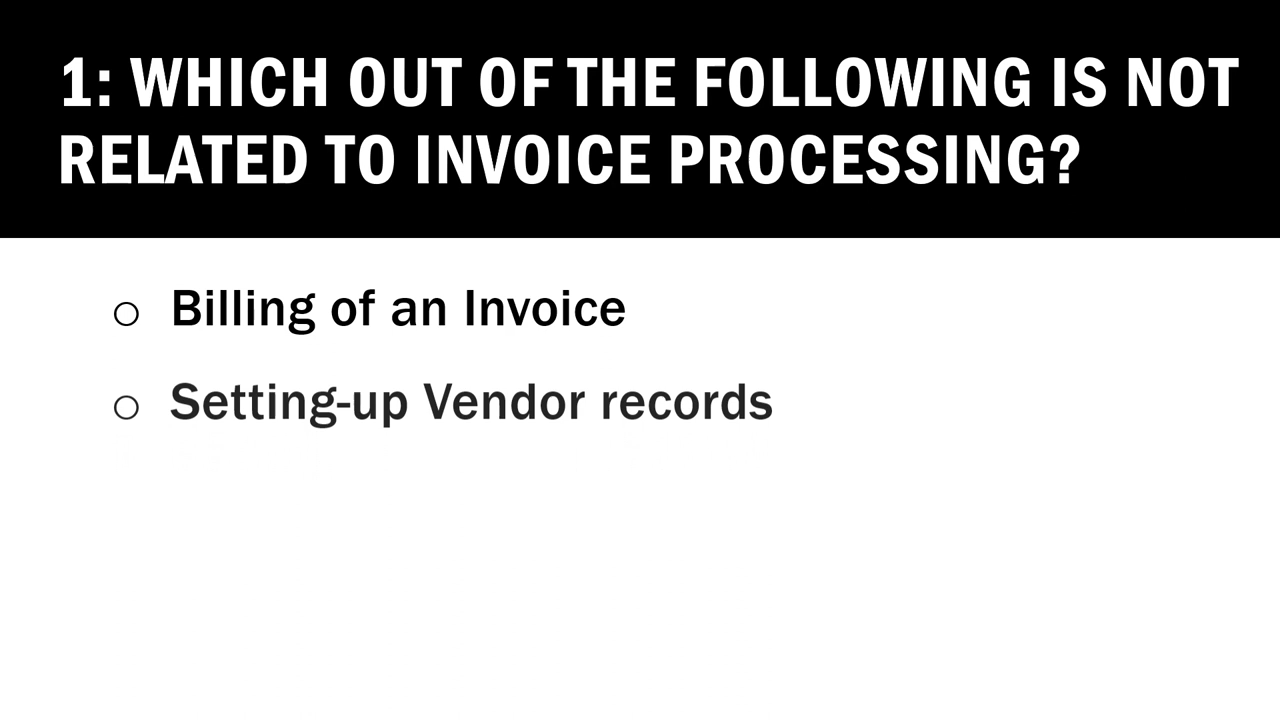 1: WHICH OUT OF THE FOLLOWING IS NOT
RELATED TO INVOICE PROCESSING?
Billing of an Invoice
Setting-up Vendor records